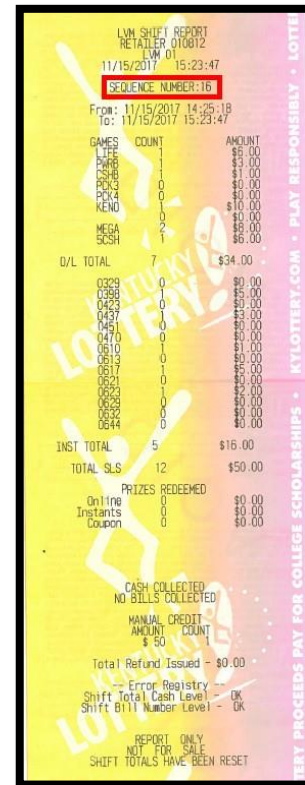 LVM SHIFT REPORT
RETAILER 010812
LVM 01
11/15/2017 15:23:47
SEQUENCE NUMBER:16
From: 11/15/2017 14:25:18
To: 11/15/2017 15:23:47
GAMES COUNT AMOUNT
LIFE 1 $6.00
PWRB 1 $3.00
CSHB 1 $1.00
PCK3 0 $0.00
PCK4 0 $0.00
KENO 1 $10.00
0 $0.00
MEGA 2 $8.00
5CSH 1 $6.00
O/L TOTAL 7 $34.00
0329 0 $0.00
0398 1 $5.00
0423 0 $0.00
0437 1 $3.00
0451 0 $0.00
0470 0 $0.00
0610 1 $1.00
0613 0 $0.00
0617 1 $5.00
0621 0 $0.00
0623 1 $2.00
0629 0 $0.00
0632 0 $0.00
0644 0 $0.00
INST TOTAL 5 $16.00
TOTAL SLS 12 $50.00
PRIZES REDEEMED
Online 0 $0.00
Instants 0 $0.00
Coupon 0 $0.00
CASH COLLECTED
NO BILLS COLLECTED
MANUAL CREDIT
AMOUNT COUNT
$ 50 1
Total Refund Issued - $0.00
-- Error Registry --
Shift Total Cash Level - OK
Shift Bill Number Level - OK
REPORT ONLY
NOT FOR SALE
SHIFT TOTALS HAVE BEEN RESET
KENTUCKY
LOTTERY
KENTUCKY
LOTTERY
TERY PROCEEDS PAY FOR COLLEGE SCHOLARSHIPS • KYLOTTERY.COM • PLAY RESPONSIBLY • LOTTE